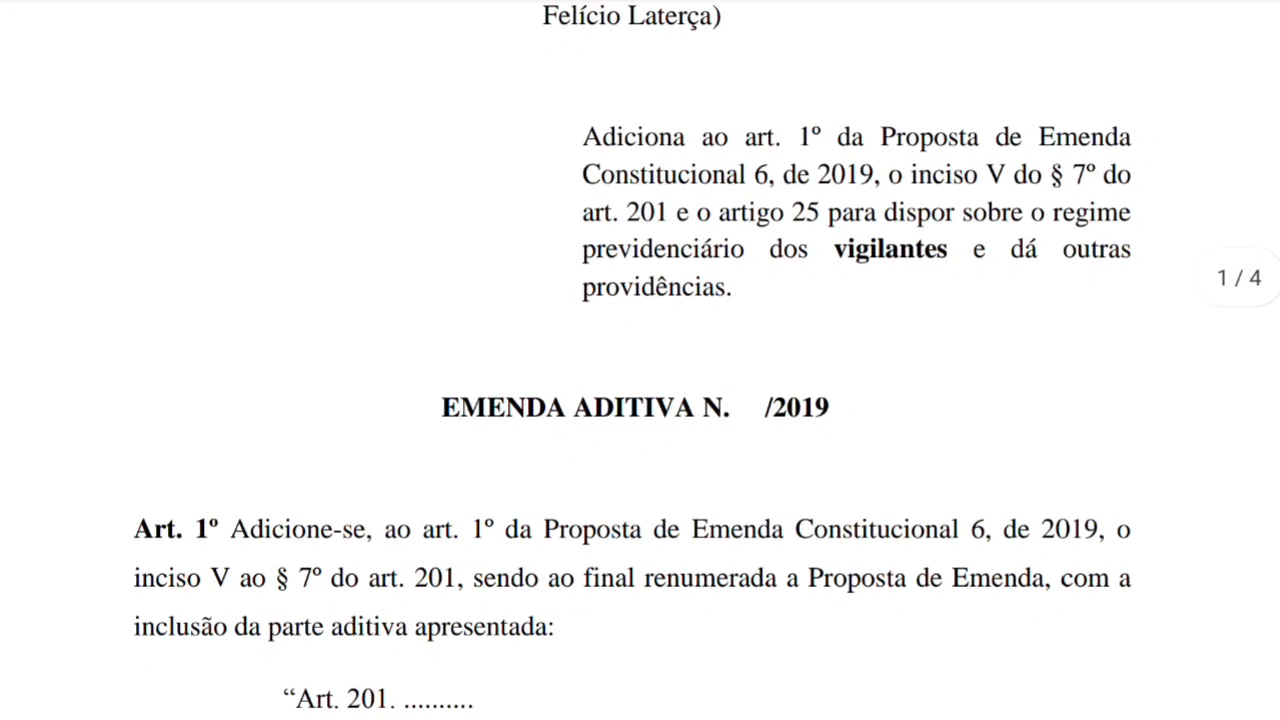 Felício Laterça)
Adiciona ao art. 1º da Proposta de Emenda
Constitucional 6, de 2019, o inciso V do § 7º do
art. 201 e o artigo 25 para dispor sobre o regime
previdenciário dos vigilantes e dá outras
providências.
1 / 4
EMENDA ADITIVA N. /2019
Art. 1º Adicione-se, ao art. 1º da Proposta de Emenda Constitucional 6, de 2019, o
inciso V ao § 7º do art. 201, sendo ao final renumerada a Proposta de Emenda, com a
inclusão da parte aditiva apresentada:
“Art. 201. ..........